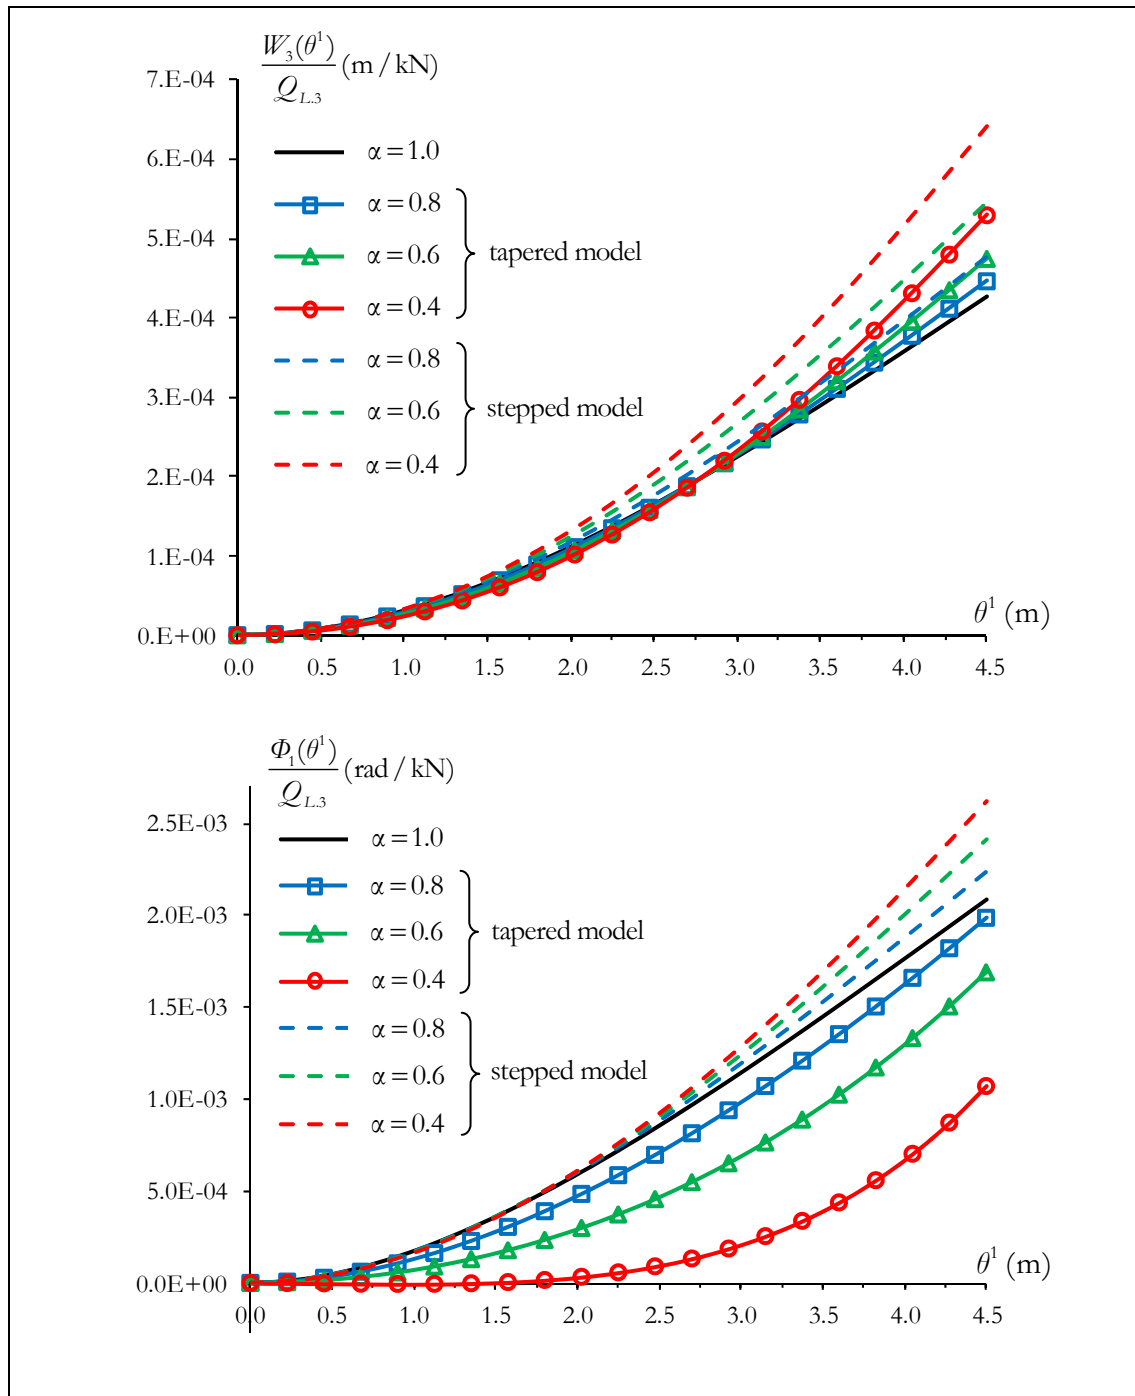 W₃(θ¹)
Q_L.3
(m / kN)
7.E-04
α = 1.0
6.E-04
α = 0.8
5.E-04
α = 0.6
tapered model
α = 0.4
4.E-04
α = 0.8
3.E-04
α = 0.6
stepped model
α = 0.4
2.E-04
1.E-04
θ¹ (m)
0.E+00
0.0 0.5 1.0 1.5 2.0 2.5 3.0 3.5 4.0 4.5
Φ₁(θ¹)
Q_L.3
(rad / kN)
2.5E-03
α = 1.0
α = 0.8
2.0E-03
α = 0.6
tapered model
α = 0.4
1.5E-03
α = 0.8
α = 0.6
stepped model
1.0E-03
α = 0.4
5.0E-04
θ¹ (m)
0.0E+00
0.0 0.5 1.0 1.5 2.0 2.5 3.0 3.5 4.0 4.5